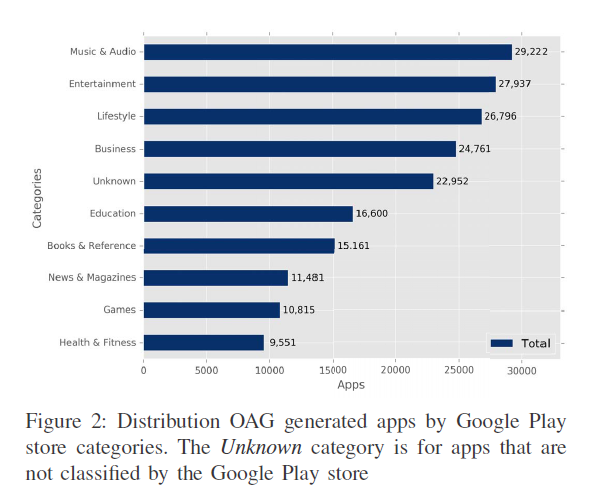 Music & Audio 29,222
Entertainment 27,937
Lifestyle 26,796
Business 24,761
Unknown 22,952
Education 16,600
Books & Reference 15.161
News & Magazines 11,481
Games 10,815
Health & Fitness 9,551
Categories
Total
0 5000 10000 15000 20000 25000 30000
Apps
Figure 2: Distribution OAG generated apps by Google Play
store categories. The Unknown category is for apps that are
not classified by the Google Play store